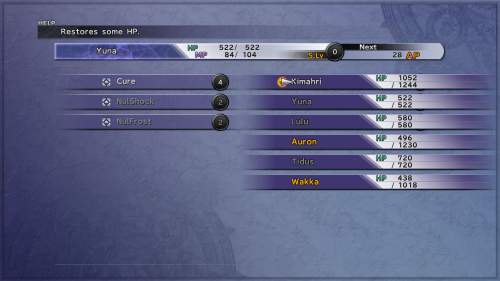 HELP
Restores some HP.
Yuna HP 522/ 522 Next
MP 84/ 104 S.Lv 0 28 AP
Cure 4
NulShock 2
NulFrost 2
Kimahri HP 1052 / 1244
Yuna HP 522 / 522
Lulu HP 580 / 580
Auron HP 496 / 1230
Tidus HP 720 / 720
Wakka HP 438 / 1018